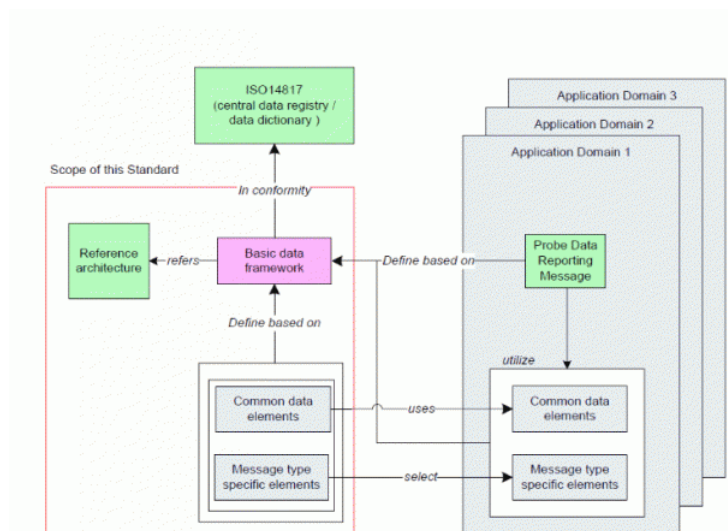 ISO14817
(central data registry /
data dictionary )
Application Domain 3
Application Domain 2
Application Domain 1
Scope of this Standard
In conformity
Reference
architecture
refers
Basic data
framework
Define based on
Probe Data
Reporting
Message
Define based on
utilize
Common data
elements
uses
Common data
elements
Message type
specific elements
select
Message type
specific elements